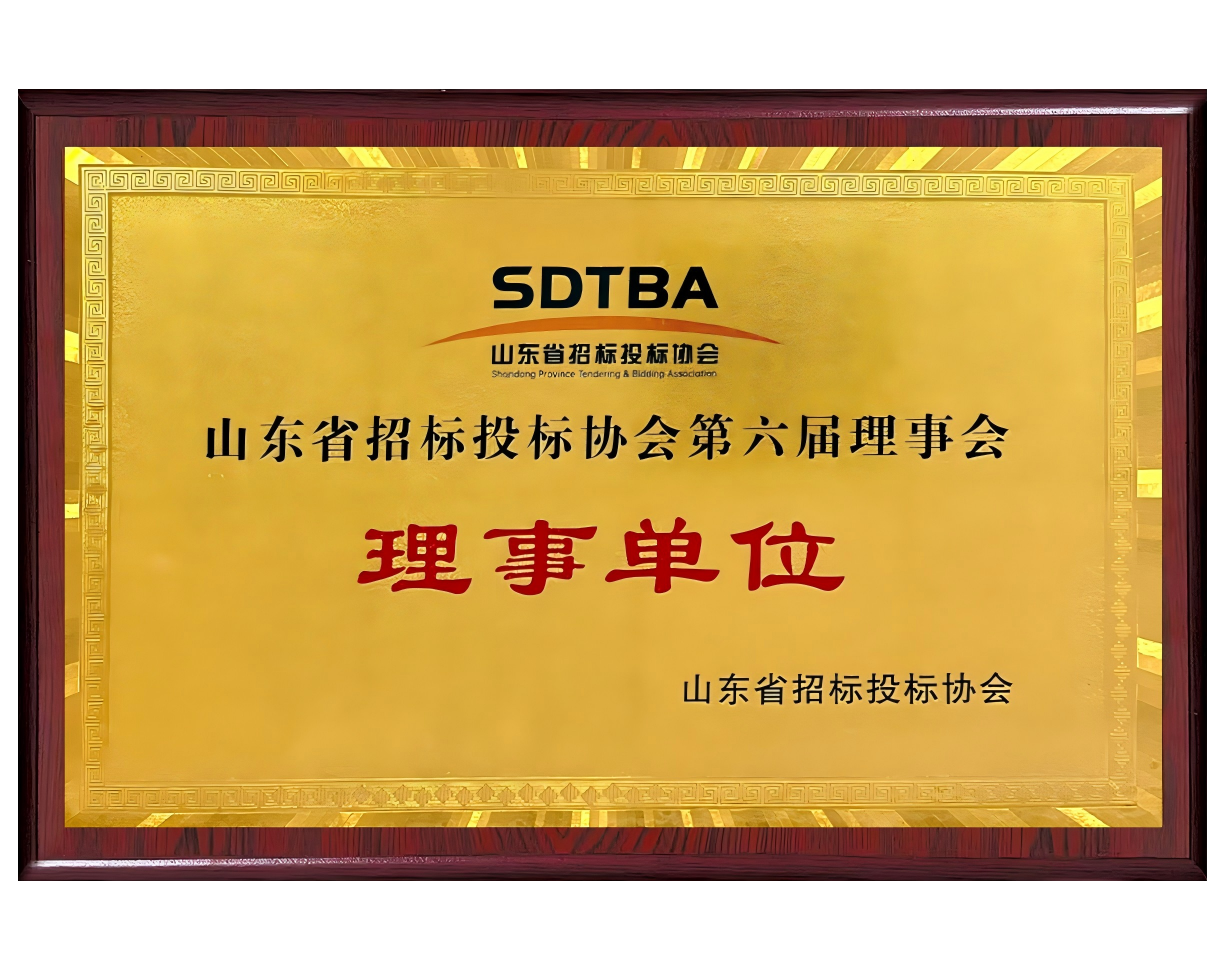 SDTBA
山东省招标投标协会
Shandong Province Tendering & Bidding Association
山东省招标投标协会第六届理事会
理事单位
山东省招标投标协会